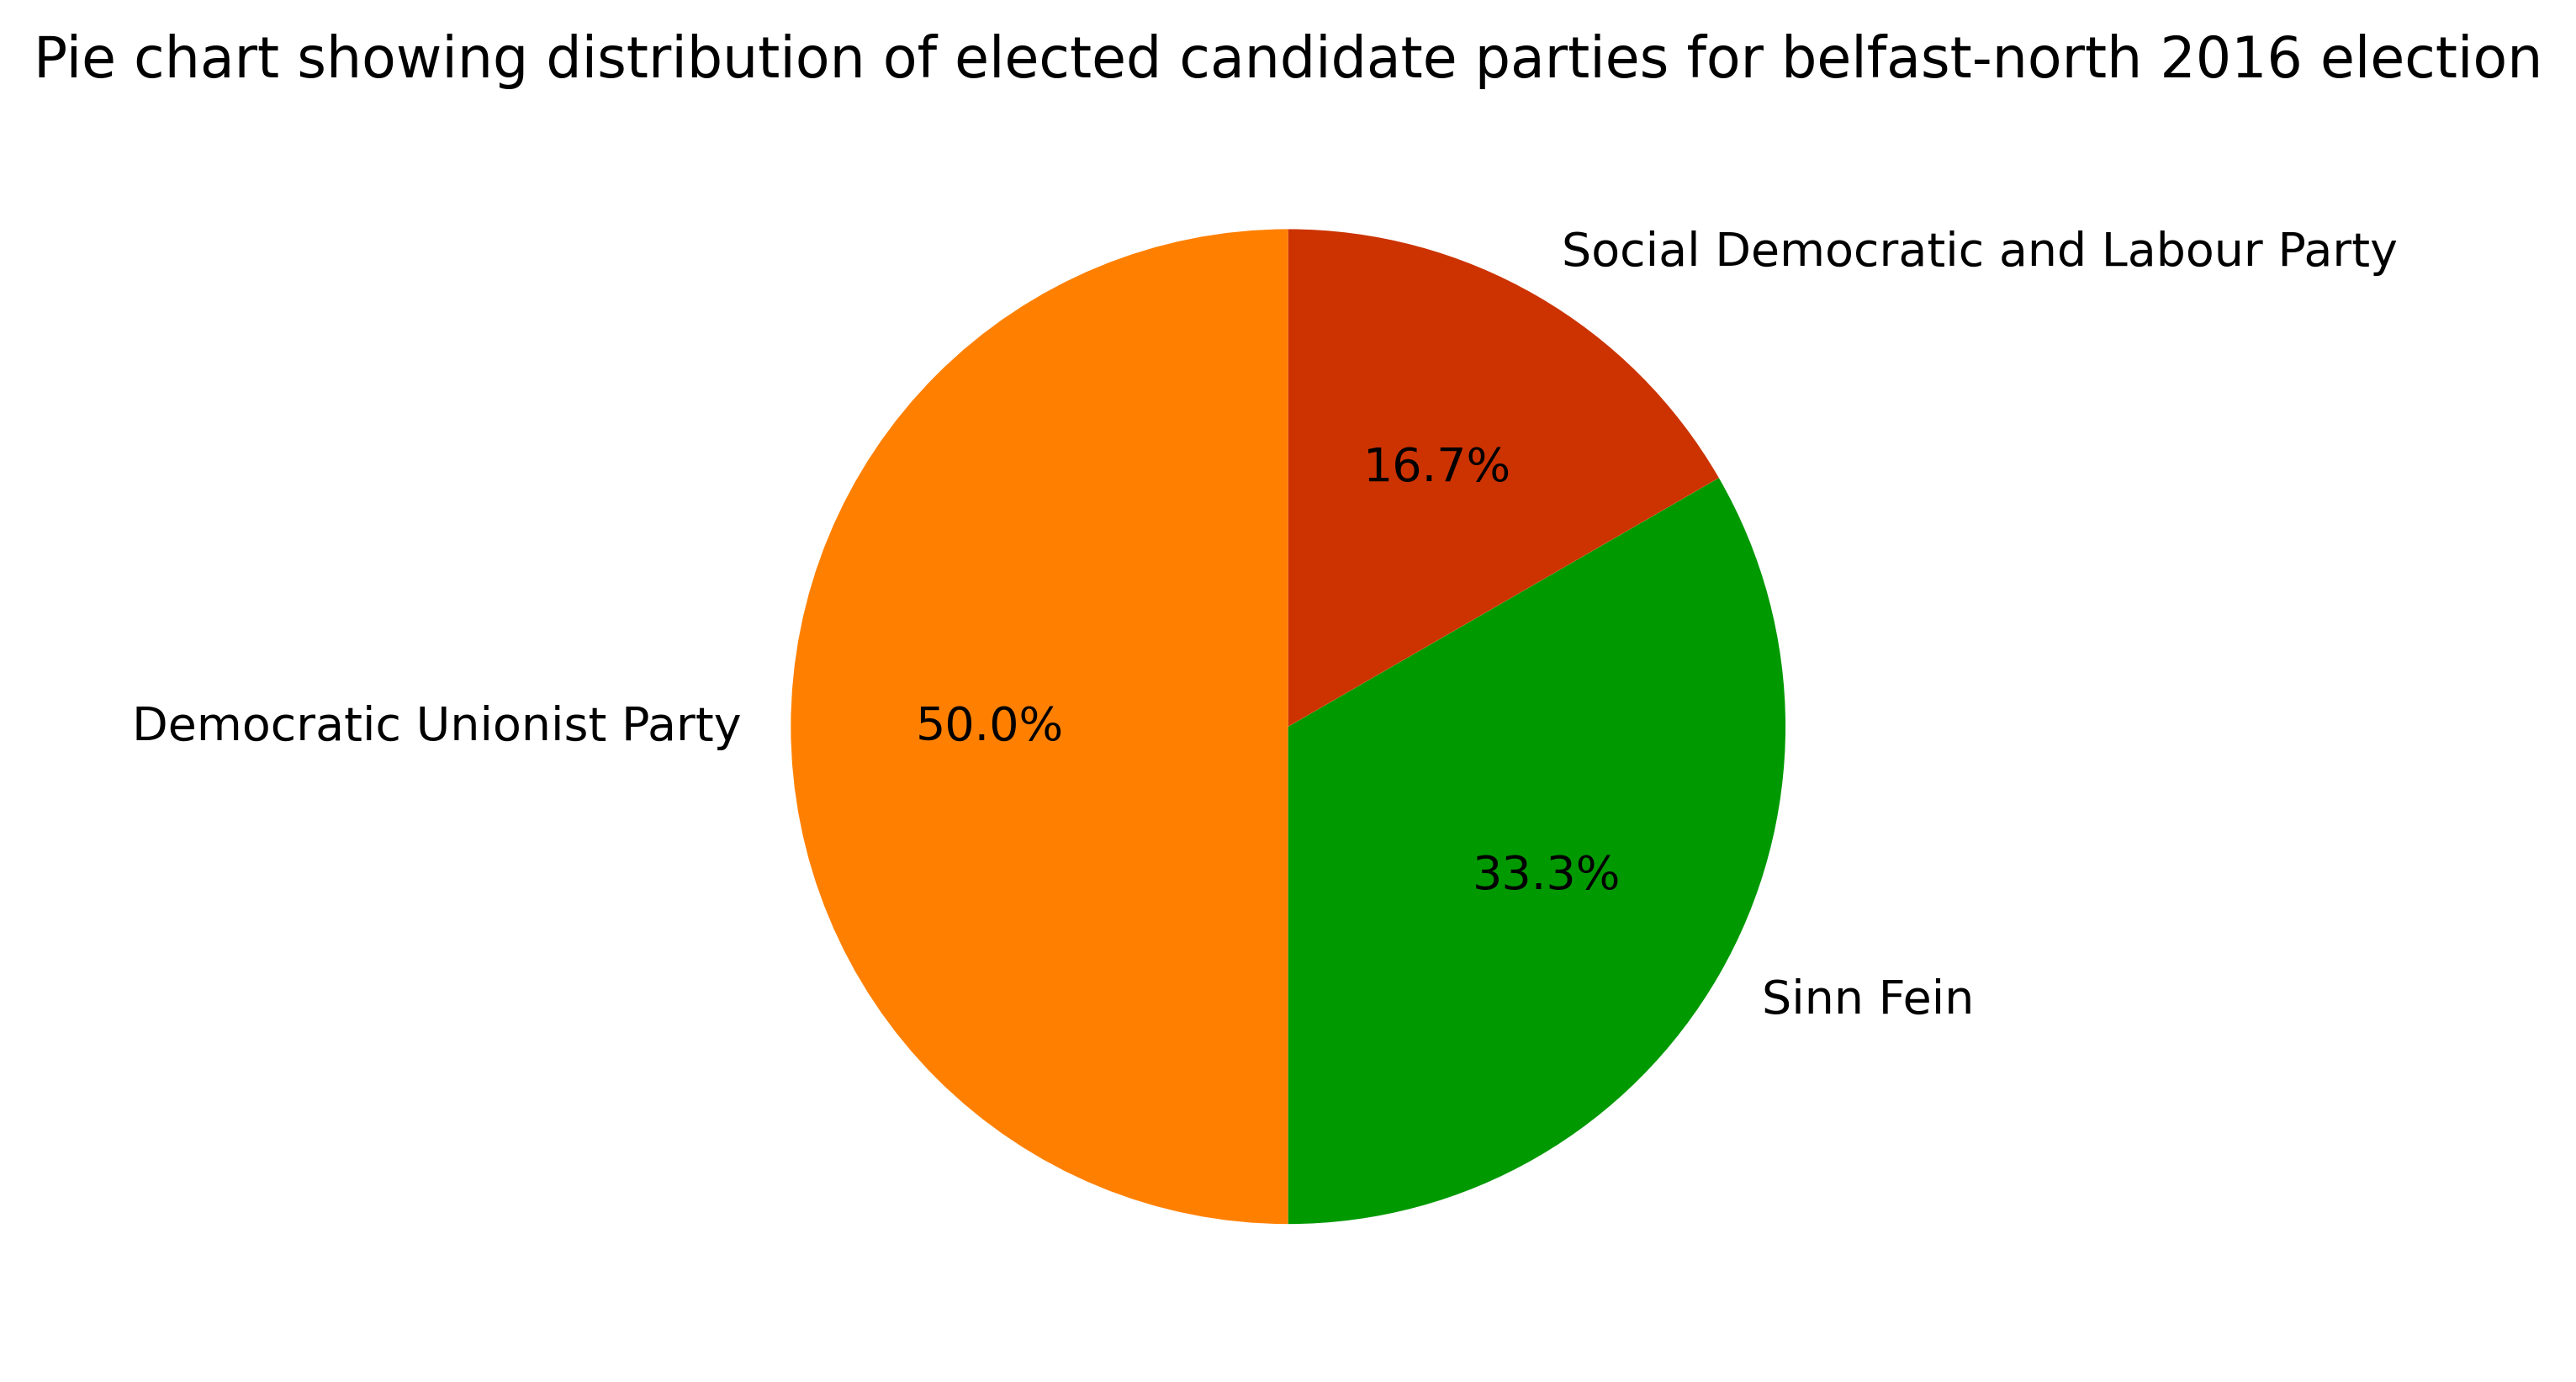 Pie chart showing distribution of elected candidate parties for belfast-north 2016 election
Social Democratic and Labour Party
16.7%
Democratic Unionist Party
50.0%
33.3%
Sinn Fein